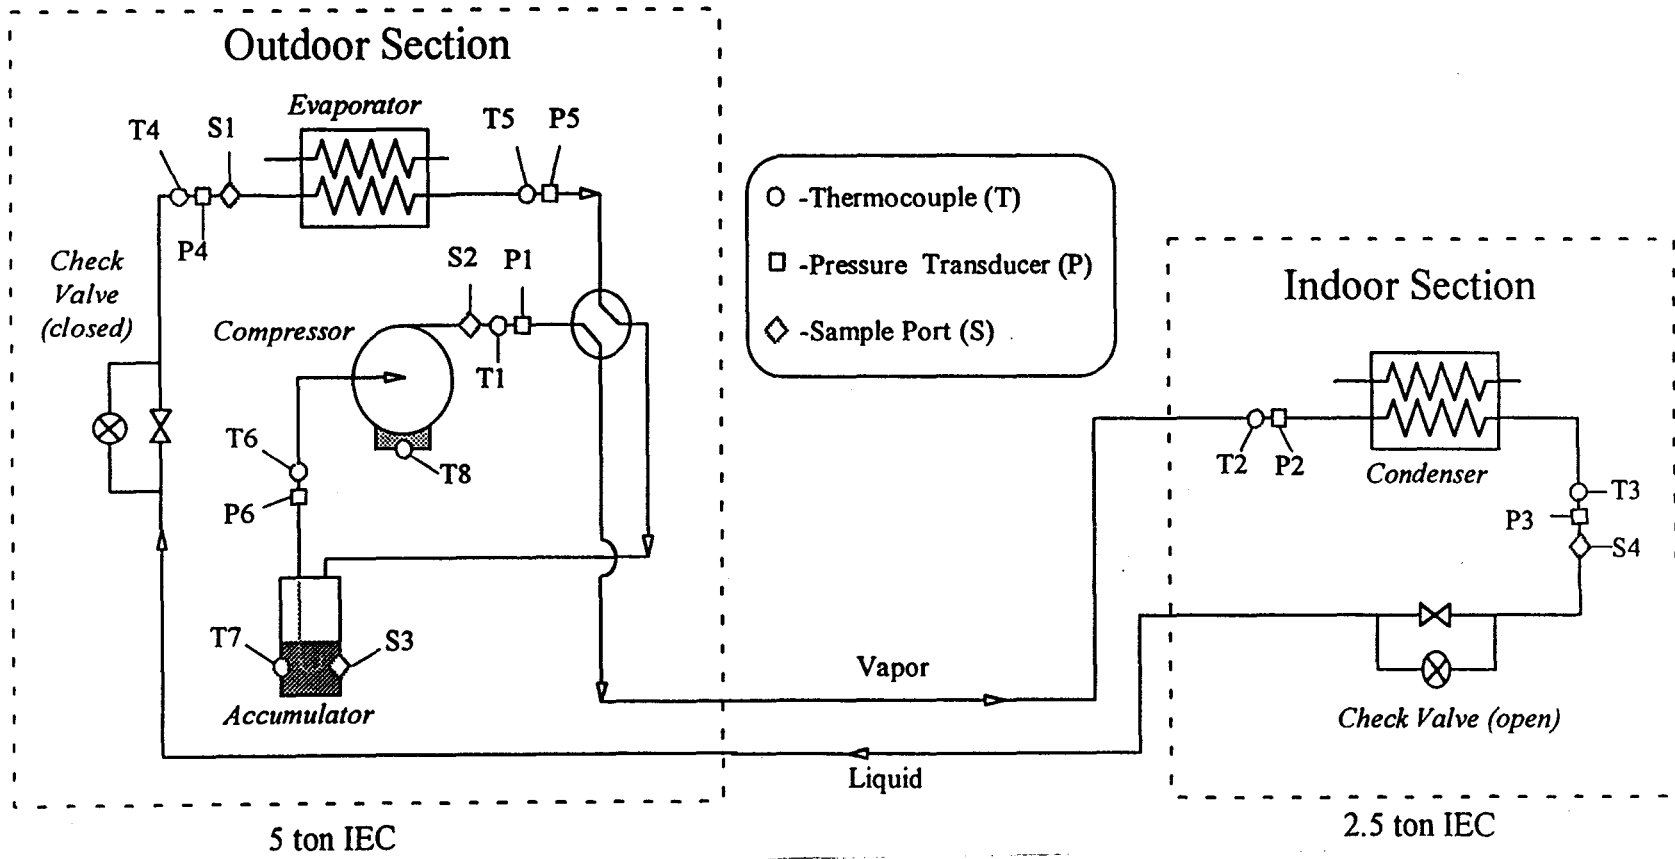 Outdoor Section
Evaporator
T4
S1
T5
P5
P4
Check
Valve
(closed)
S2
P1
Compressor
T1
T6
T8
P6
T7
S3
Accumulator
5 ton IEC
-Thermocouple (T)
-Pressure Transducer (P)
-Sample Port (S)
Vapor
Liquid
Indoor Section
T2
P2
Condenser
T3
P3
S4
Check Valve (open)
2.5 ton IEC